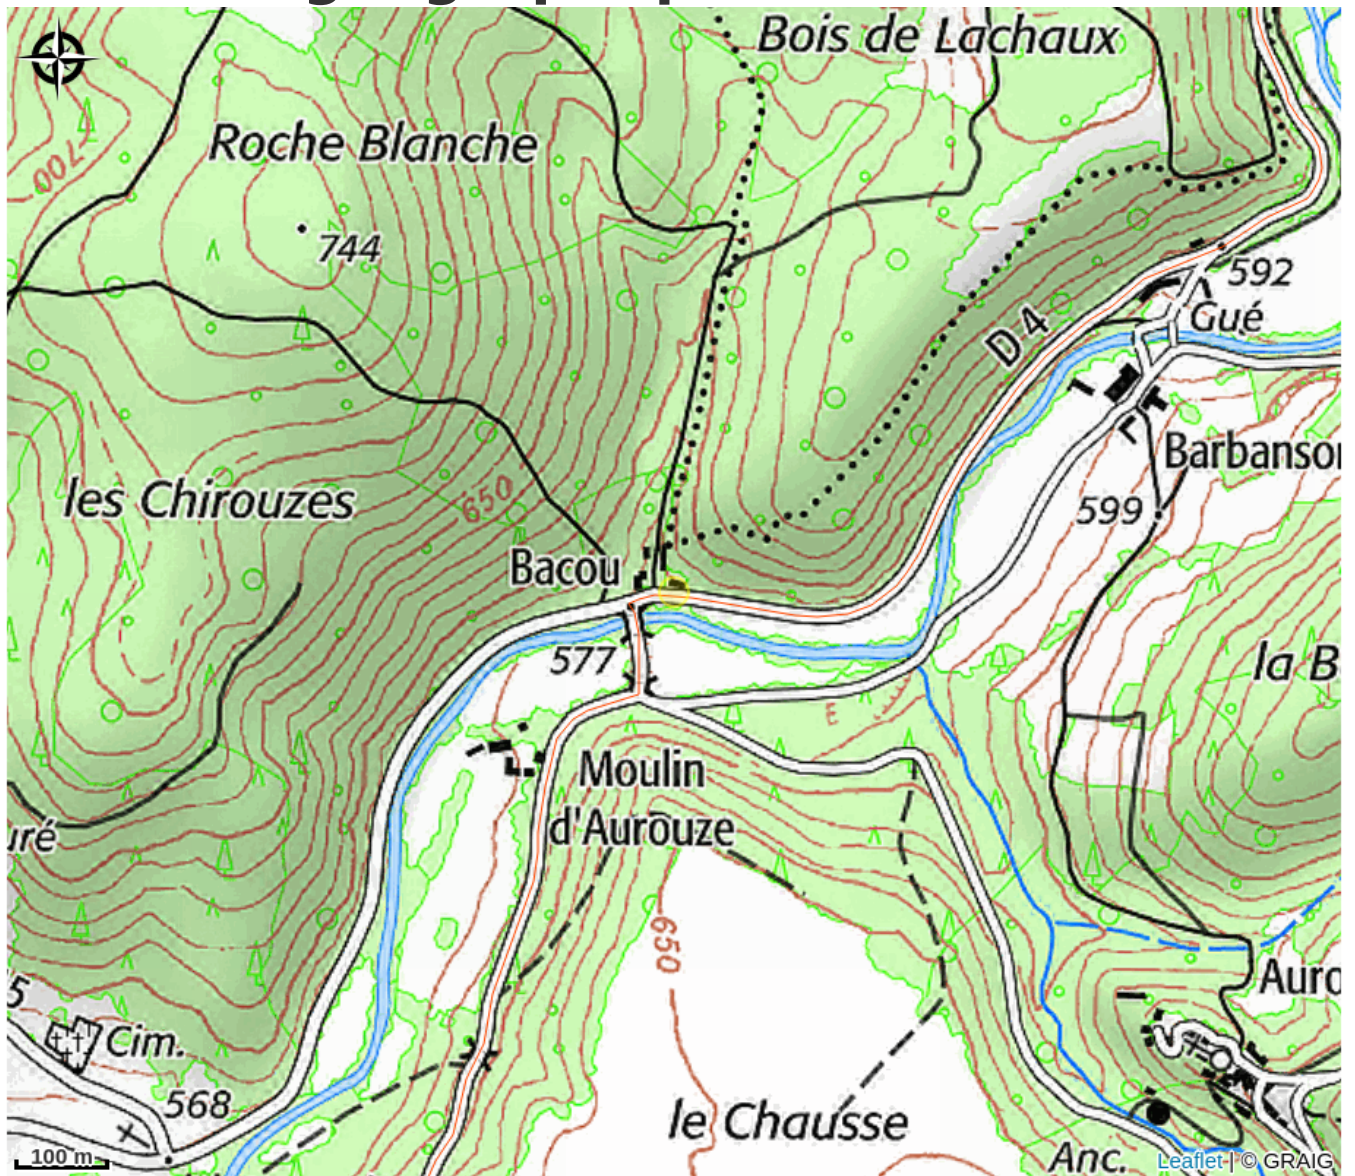 Bois de Lachaux
Roche Blanche
700
744
592
Gué
D 4
Barbanso
les Chirouzes
650
599
Bacou
577
la B
Moulin
d'Aurouze
E
uré
650
Auro
5
Cim.
568
le Chausse
Anc.
100 m
Leaflet | © GRAIG